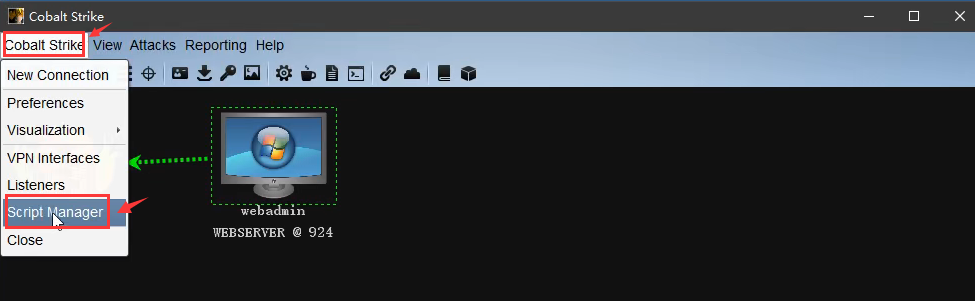 Cobalt Strike
Cobalt Strike View Attacks Reporting Help
New Connection
Preferences
Visualization
VPN Interfaces
Listeners
Script Manager
Close
webadmin
WEBSERVER @ 924